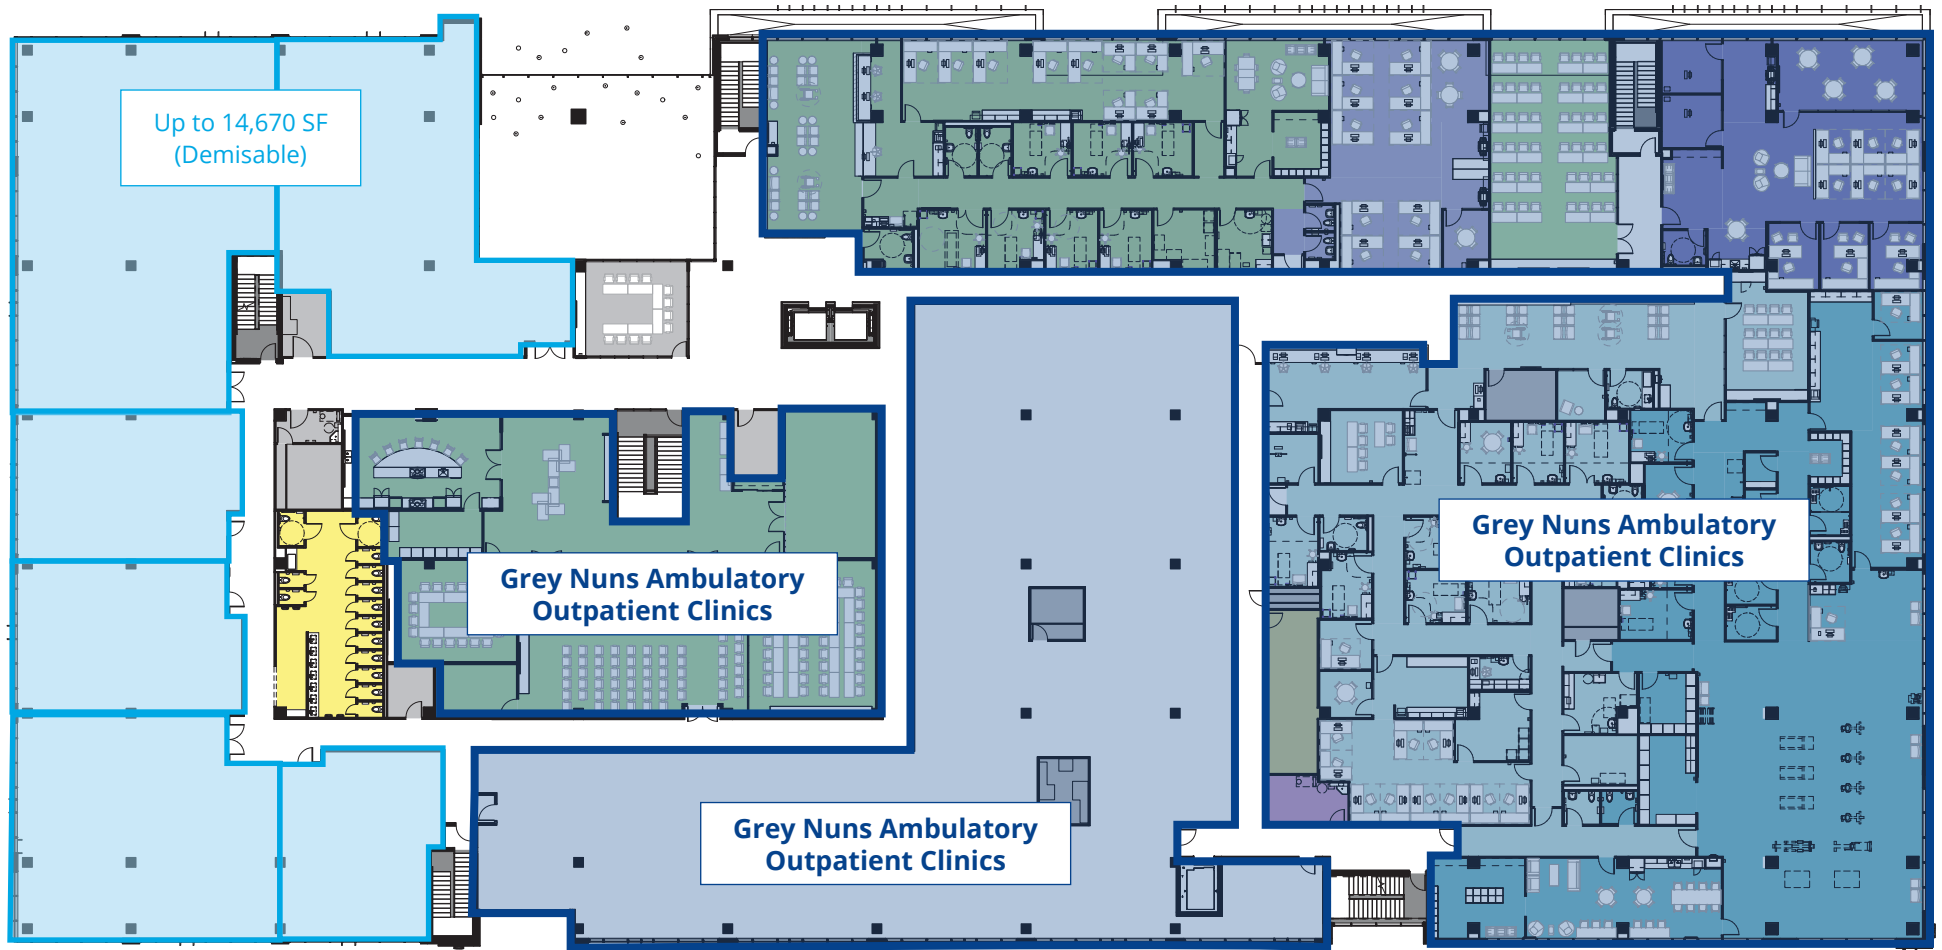 Up to 14,670 SF
(Demisable)
Grey Nuns Ambulatory
Outpatient Clinics
Grey Nuns Ambulatory
Outpatient Clinics
Grey Nuns Ambulatory
Outpatient Clinics